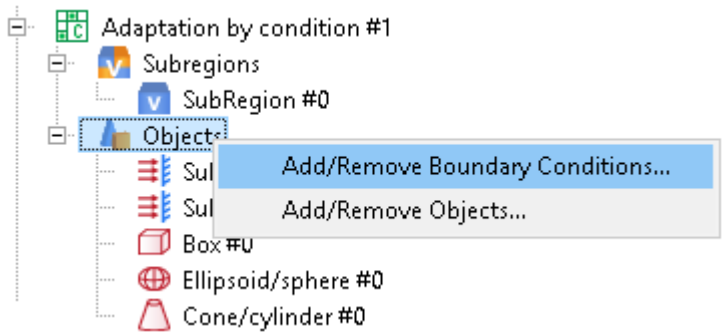 Adaptation by condition #1
Subregions
SubRegion #0
Objects
Add/Remove Boundary Conditions...
Add/Remove Objects...
Box #0
Ellipsoid/sphere #0
Cone/cylinder #0